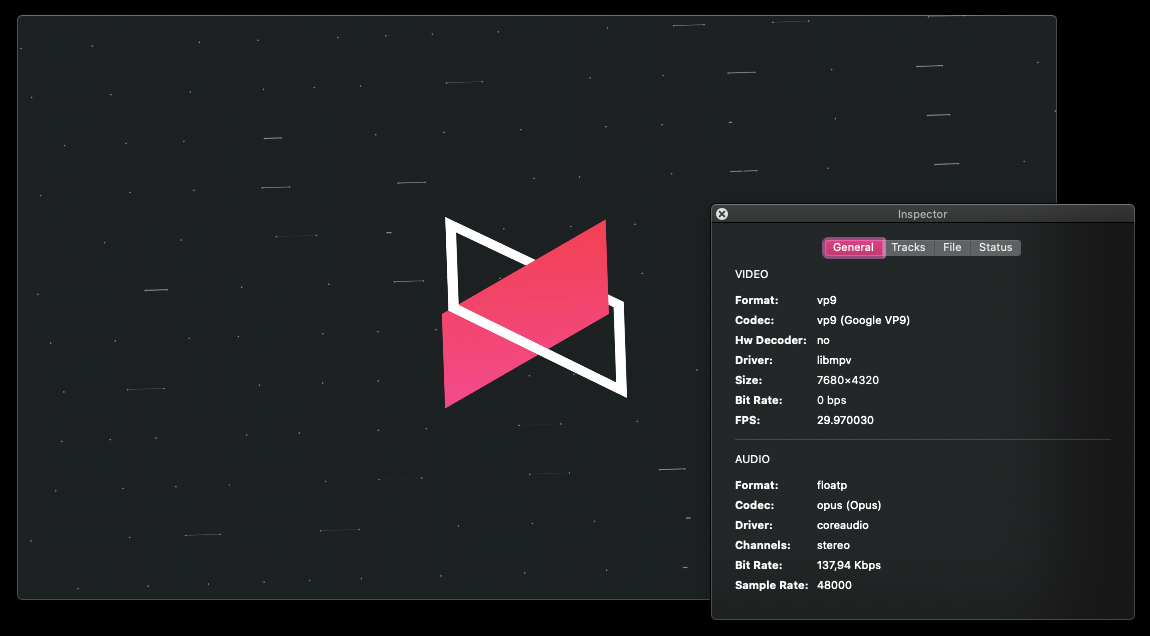 Inspector
General Tracks File Status
VIDEO
Format: vp9
Codec: vp9 (Google VP9)
Hw Decoder: no
Driver: libmpv
Size: 7680×4320
Bit Rate: 0 bps
FPS: 29.970030
AUDIO
Format: floatp
Codec: opus (Opus)
Driver: coreaudio
Channels: stereo
Bit Rate: 137,94 Kbps
Sample Rate: 48000